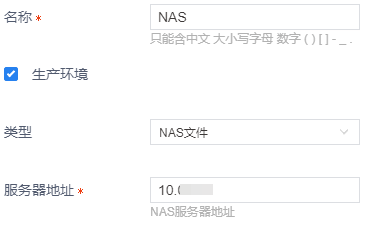 名称 * NAS
只能含中文 大小写字母 数字 ( ) [ ] - _ .
生产环境
类型 NAS文件
服务器地址 * 10.
NAS服务器地址